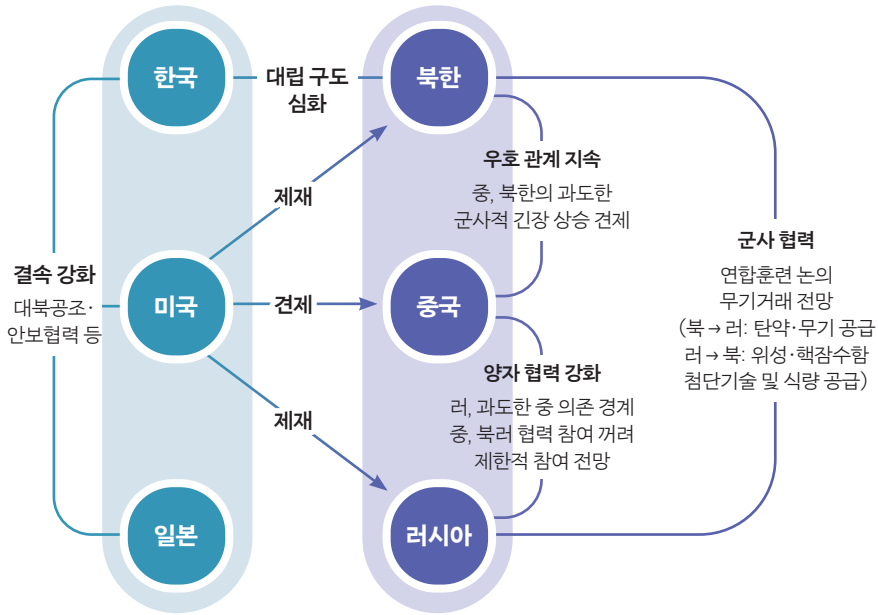 한국
대립 구도
심화
북한
우호 관계 지속
중, 북한의 과도한
군사적 긴장 상승 견제
제재
군사 협력
연합훈련 논의
무기거래 전망
(북→러: 탄약·무기 공급
러→북: 위성·핵잠수함
첨단기술 및 식량 공급)
결속 강화
대북공조·
안보협력 등
미국
견제
중국
양자 협력 강화
러, 과도한 중 의존 경계
중, 북러 협력 참여 꺼려
제한적 참여 전망
제재
일본
러시아